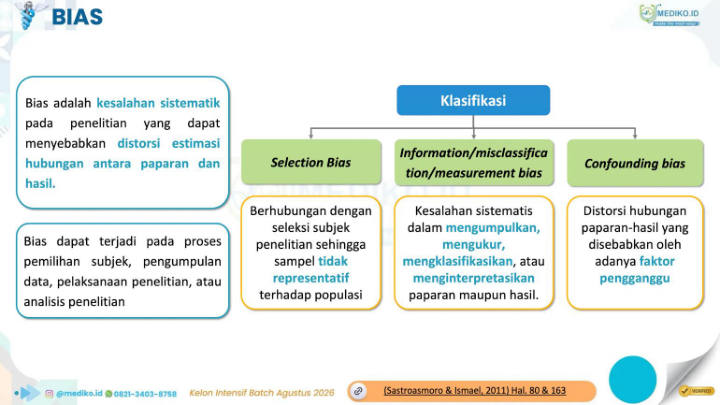 BIAS
MEDIKO.ID
Bias adalah kesalahan sistematik
pada penelitian yang dapat
menyebabkan distorsi estimasi
hubungan antara paparan dan
hasil.
Bias dapat terjadi pada proses
pemilihan subjek, pengumpulan
data, pelaksanaan penelitian, atau
analisis penelitian
Klasifikasi
Selection Bias
Berhubungan dengan
seleksi subjek
penelitian sehingga
sampel tidak
representatif
terhadap populasi
Information/misclassifica
tion/measurement bias
Kesalahan sistematis
dalam mengumpulkan,
mengukur,
mengklasifikasikan, atau
menginterpretasikan
paparan maupun hasil.
Confounding bias
Distorsi hubungan
paparan-hasil yang
disebabkan oleh
adanya faktor
pengganggu
@mediko.id 0821-3403-8758 Kelon Intensif Batch Agustus 2026
(Sastroasmoro & Ismael, 2011) Hal. 80 & 163
VERIFIED